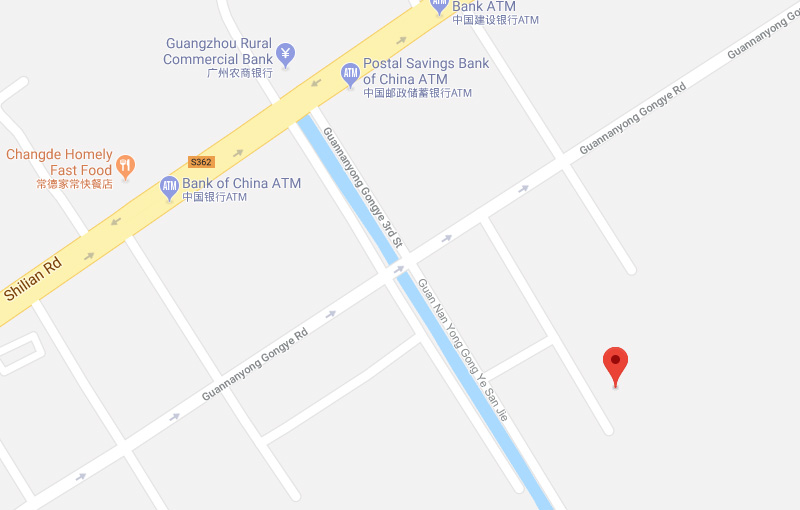 Bank ATM
中国建设银行ATM
Guannanyong Gongye Rd
Guangzhou Rural
Commercial Bank
广州农商银行
¥
ATM
Postal Savings Bank
of China ATM
中国邮政储蓄银行ATM
Guannanyong Gongye Rd
Guannanyong Gongye 3rd St
Changde Homely
Fast Food
常德家常快餐店
S362
ATM
Bank of China ATM
中国银行ATM
Shilian Rd
Guan Nan Yong Gong Ye San Jie
Guannanyong Gongye Rd